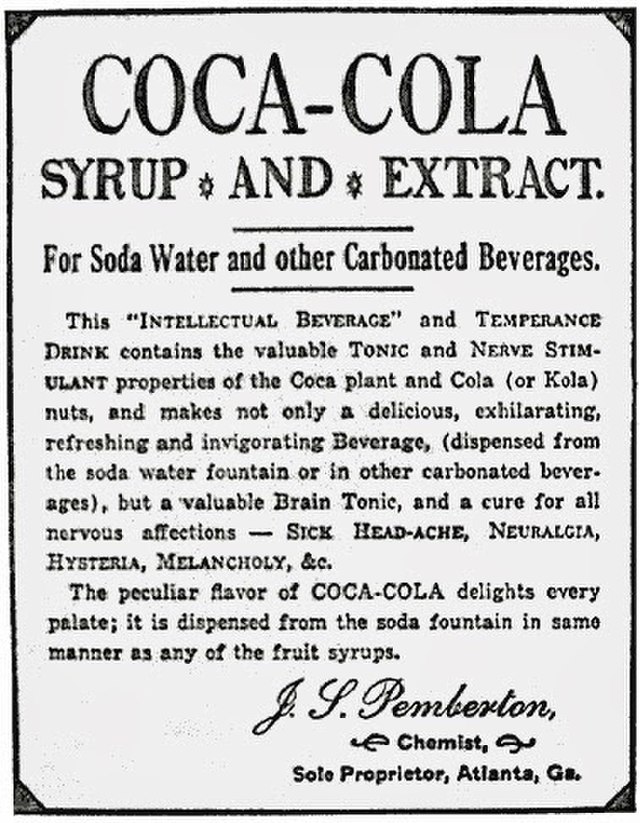 COCA-COLA
SYRUP * AND * EXTRACT.
For Soda Water and other Carbonated Beverages.
This "INTELLECTUAL BEVERAGE" and TEMPERANCE
DRINK contains the valuable TONIC and NERVE STIM-
ULANT properties of the Coca plant and Cola (or Kola)
nuts, and makes not only a delicious, exhilarating,
refreshing and invigorating Beverage, (dispensed from
the soda water fountain or in other carbonated bever-
ages), but a valuable Brain Tonic, and a cure for all
nervous affections — SICK HEAD-ACHE, NEURALGIA,
HYSTERIA, MELANCHOLY, &c.
The peculiar flavor of COCA-COLA delights every
palate; it is dispensed from the soda fountain in same
manner as any of the fruit syrups.
J. S. Pemberton,
Chemist,
Sole Proprietor, Atlanta, Ga.